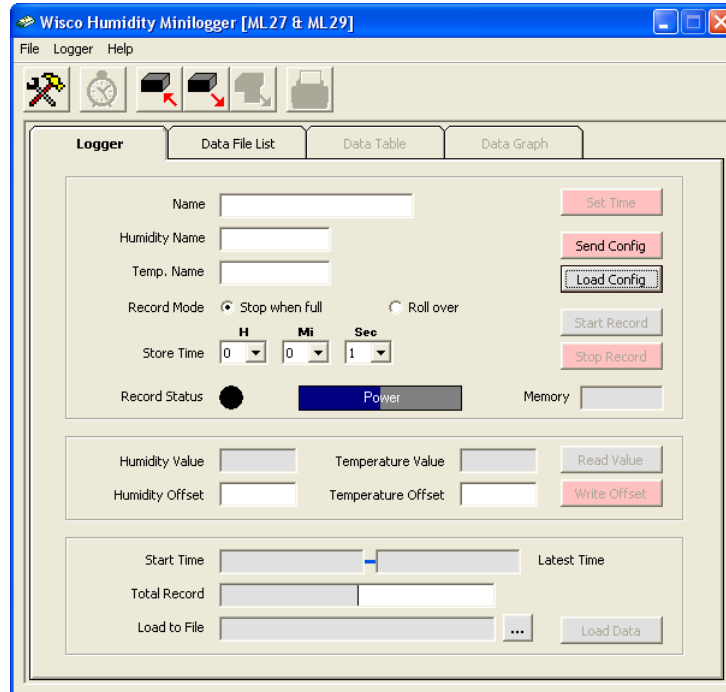 Wisco Humidity Minilogger [ML27 & ML29]
File Logger Help
Logger Data File List Data Table Data Graph
Name Set Time
Humidity Name Send Config
Temp. Name Load Config
Record Mode Stop when full Roll over
H Mi Sec Start Record
Store Time 0 0 1 Stop Record
Record Status Power Memory
Humidity Value Temperature Value Read Value
Humidity Offset Temperature Offset Write Offset
Start Time Latest Time
Total Record
Load to File ... Load Data